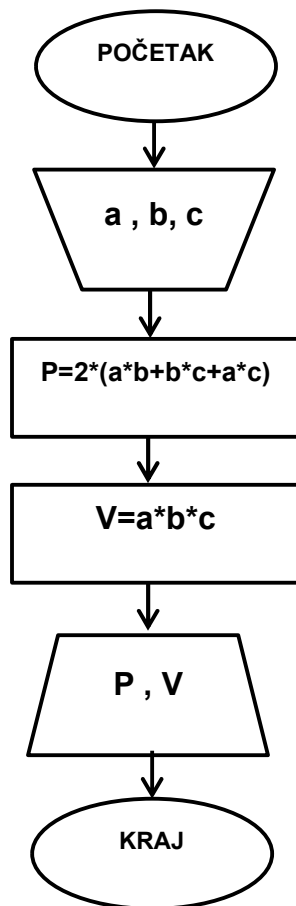 POČETAK
a , b, c
P=2*(a*b+b*c+a*c)
V=a*b*c
P , V
KRAJ